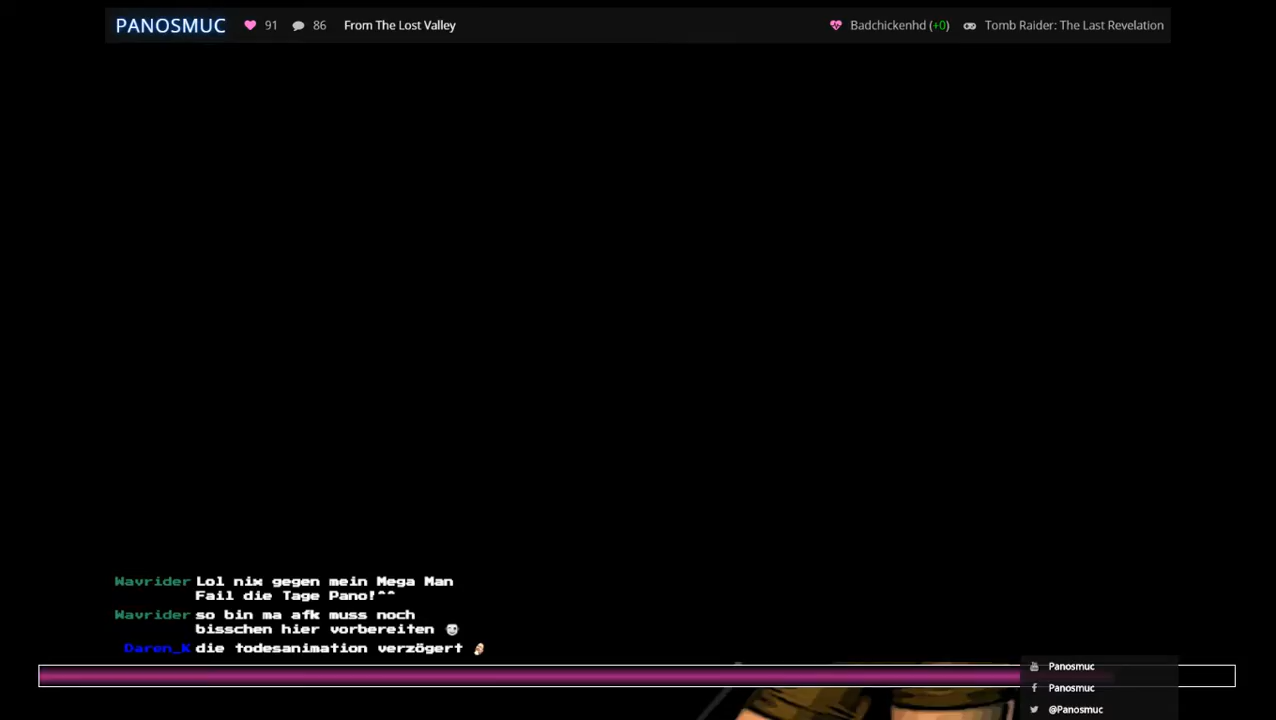 PANOSMUC 91 86 From The Lost Valley Badchickenhd (+0) Tomb Raider: The Last Revelation
Wavrider Lol nix gegen mein Mega Man
Fail die Tage Pano!^^
Wavrider so bin ma afk muss noch
bisschen hier vorbereiten
Daren_K die todesanimation verzögert
Panosmuc
Panosmuc
@Panosmuc